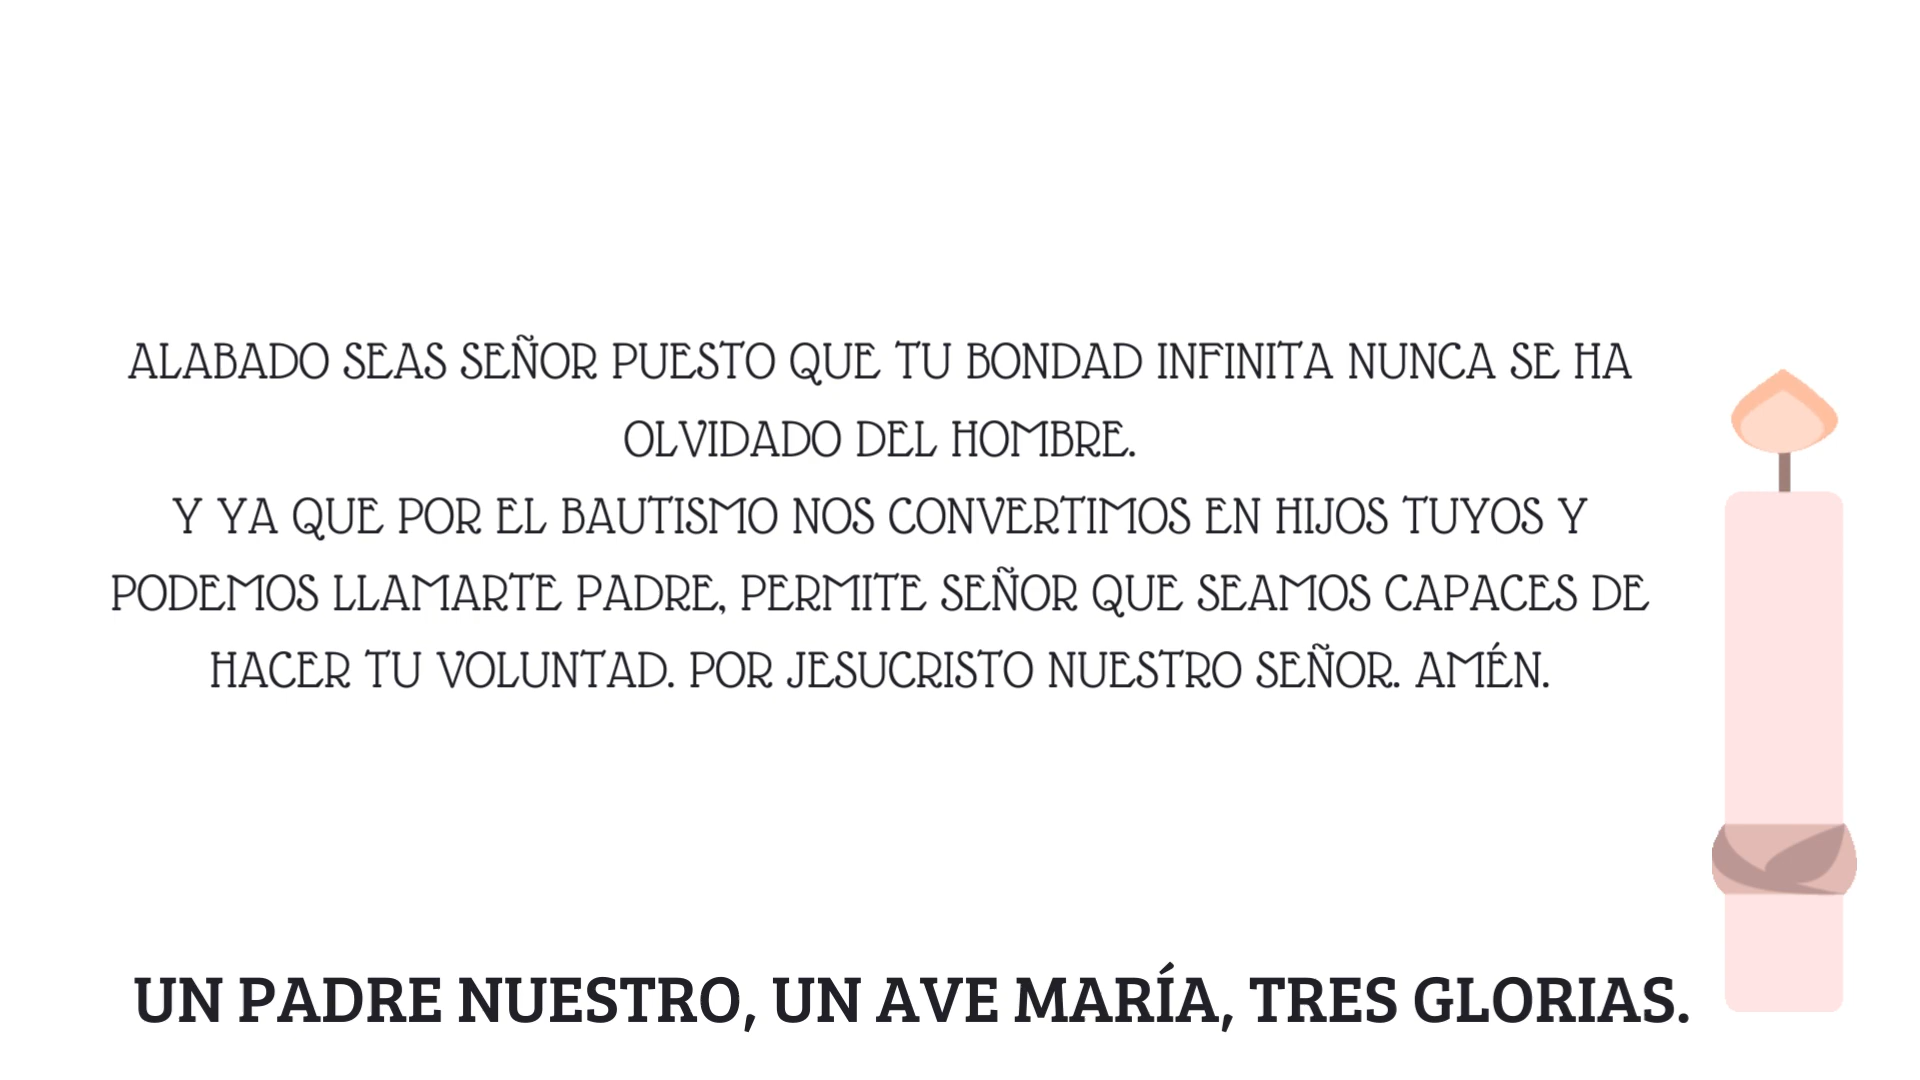 ALABADO SEAS SEÑOR PUESTO QUE TU BONDAD INFINITA NUNCA SE HA
OLVIDADO DEL HOMBRE.
Y YA QUE POR EL BAUTISMO NOS CONVERTIMOS EN HIJOS TUYOS Y
PODEMOS LLAMARTE PADRE, PERMITE SEÑOR QUE SEAMOS CAPACES DE
HACER TU VOLUNTAD. POR JESUCRISTO NUESTRO SEÑOR. AMÉN.
UN PADRE NUESTRO, UN AVE MARÍA, TRES GLORIAS.